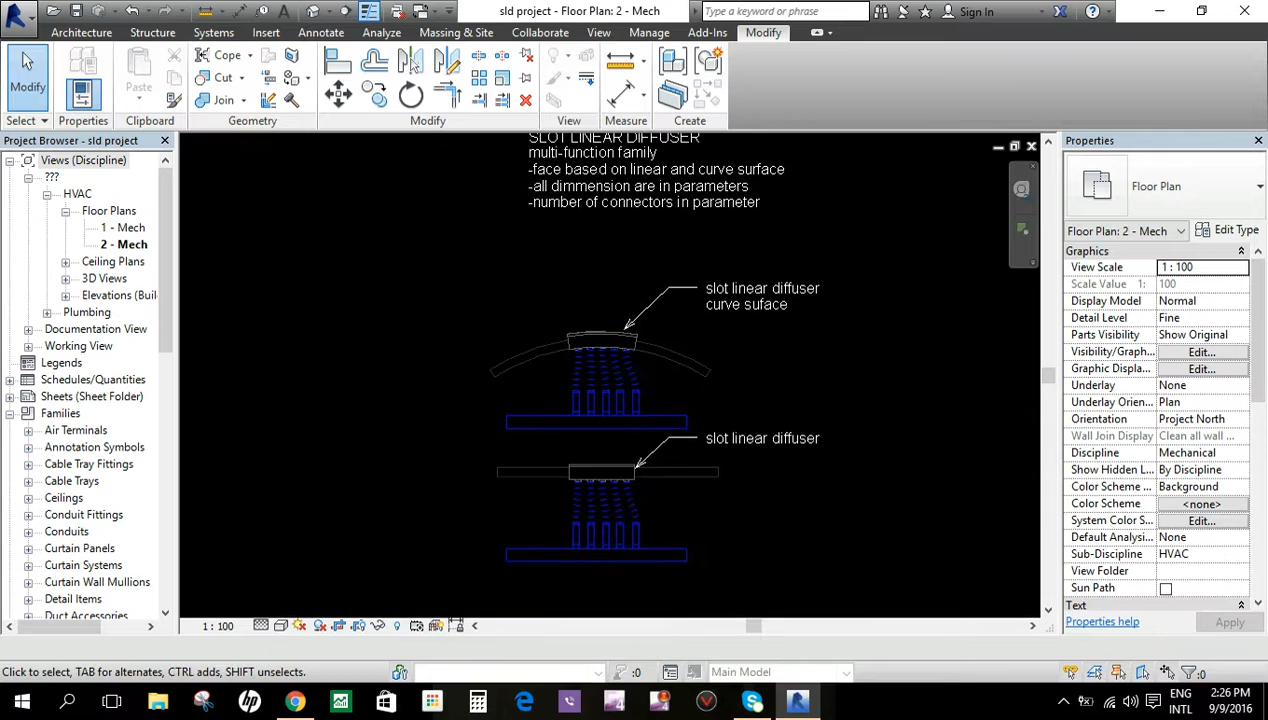 sld project - Floor Plan: 2 - Mech
Type a keyword or phrase
Sign In
Architecture Structure Systems Insert Annotate Analyze Massing & Site Collaborate View Manage Add-Ins Modify
Modify
Paste
Cope
Cut
Join
Select Properties Clipboard Geometry Modify View Measure Create
Project Browser - sld project
Views (Discipline)
???
HVAC
Floor Plans
1 - Mech
2 - Mech
Ceiling Plans
3D Views
Elevations (Buil
Plumbing
Documentation View
Working View
Legends
Schedules/Quantities
Sheets (Sheet Folder)
Families
Air Terminals
Annotation Symbols
Cable Tray Fittings
Cable Trays
Ceilings
Conduit Fittings
Conduits
Curtain Panels
Curtain Systems
Curtain Wall Mullions
Detail Items
Duct Accessories
SLOT LINEAR DIFFUSER
multi-function family
-face based on linear and curve surface
-all dimmension are in parameters
-number of connectors in parameter
slot linear diffuser
curve suface
slot linear diffuser
Properties
Floor Plan
Floor Plan: 2 - Mech
Edit Type
Graphics
View Scale 1 : 100
Scale Value 1: 100
Display Model Normal
Detail Level Fine
Parts Visibility Show Original
Visibility/Graph... Edit...
Graphic Displa... Edit...
Underlay None
Underlay Orien... Plan
Orientation Project North
Wall Join Display Clean all wall ...
Discipline Mechanical
Show Hidden L... By Discipline
Color Scheme ... Background
Color Scheme <none>
System Color S... Edit...
Default Analysi... None
Sub-Discipline HVAC
View Folder
Sun Path
Text
Properties help
Apply
1 : 100
Click to select, TAB for alternates, CTRL adds, SHIFT unselects.
:0
Main Model
:0
ENG
INTL
2:26 PM
9/9/2016